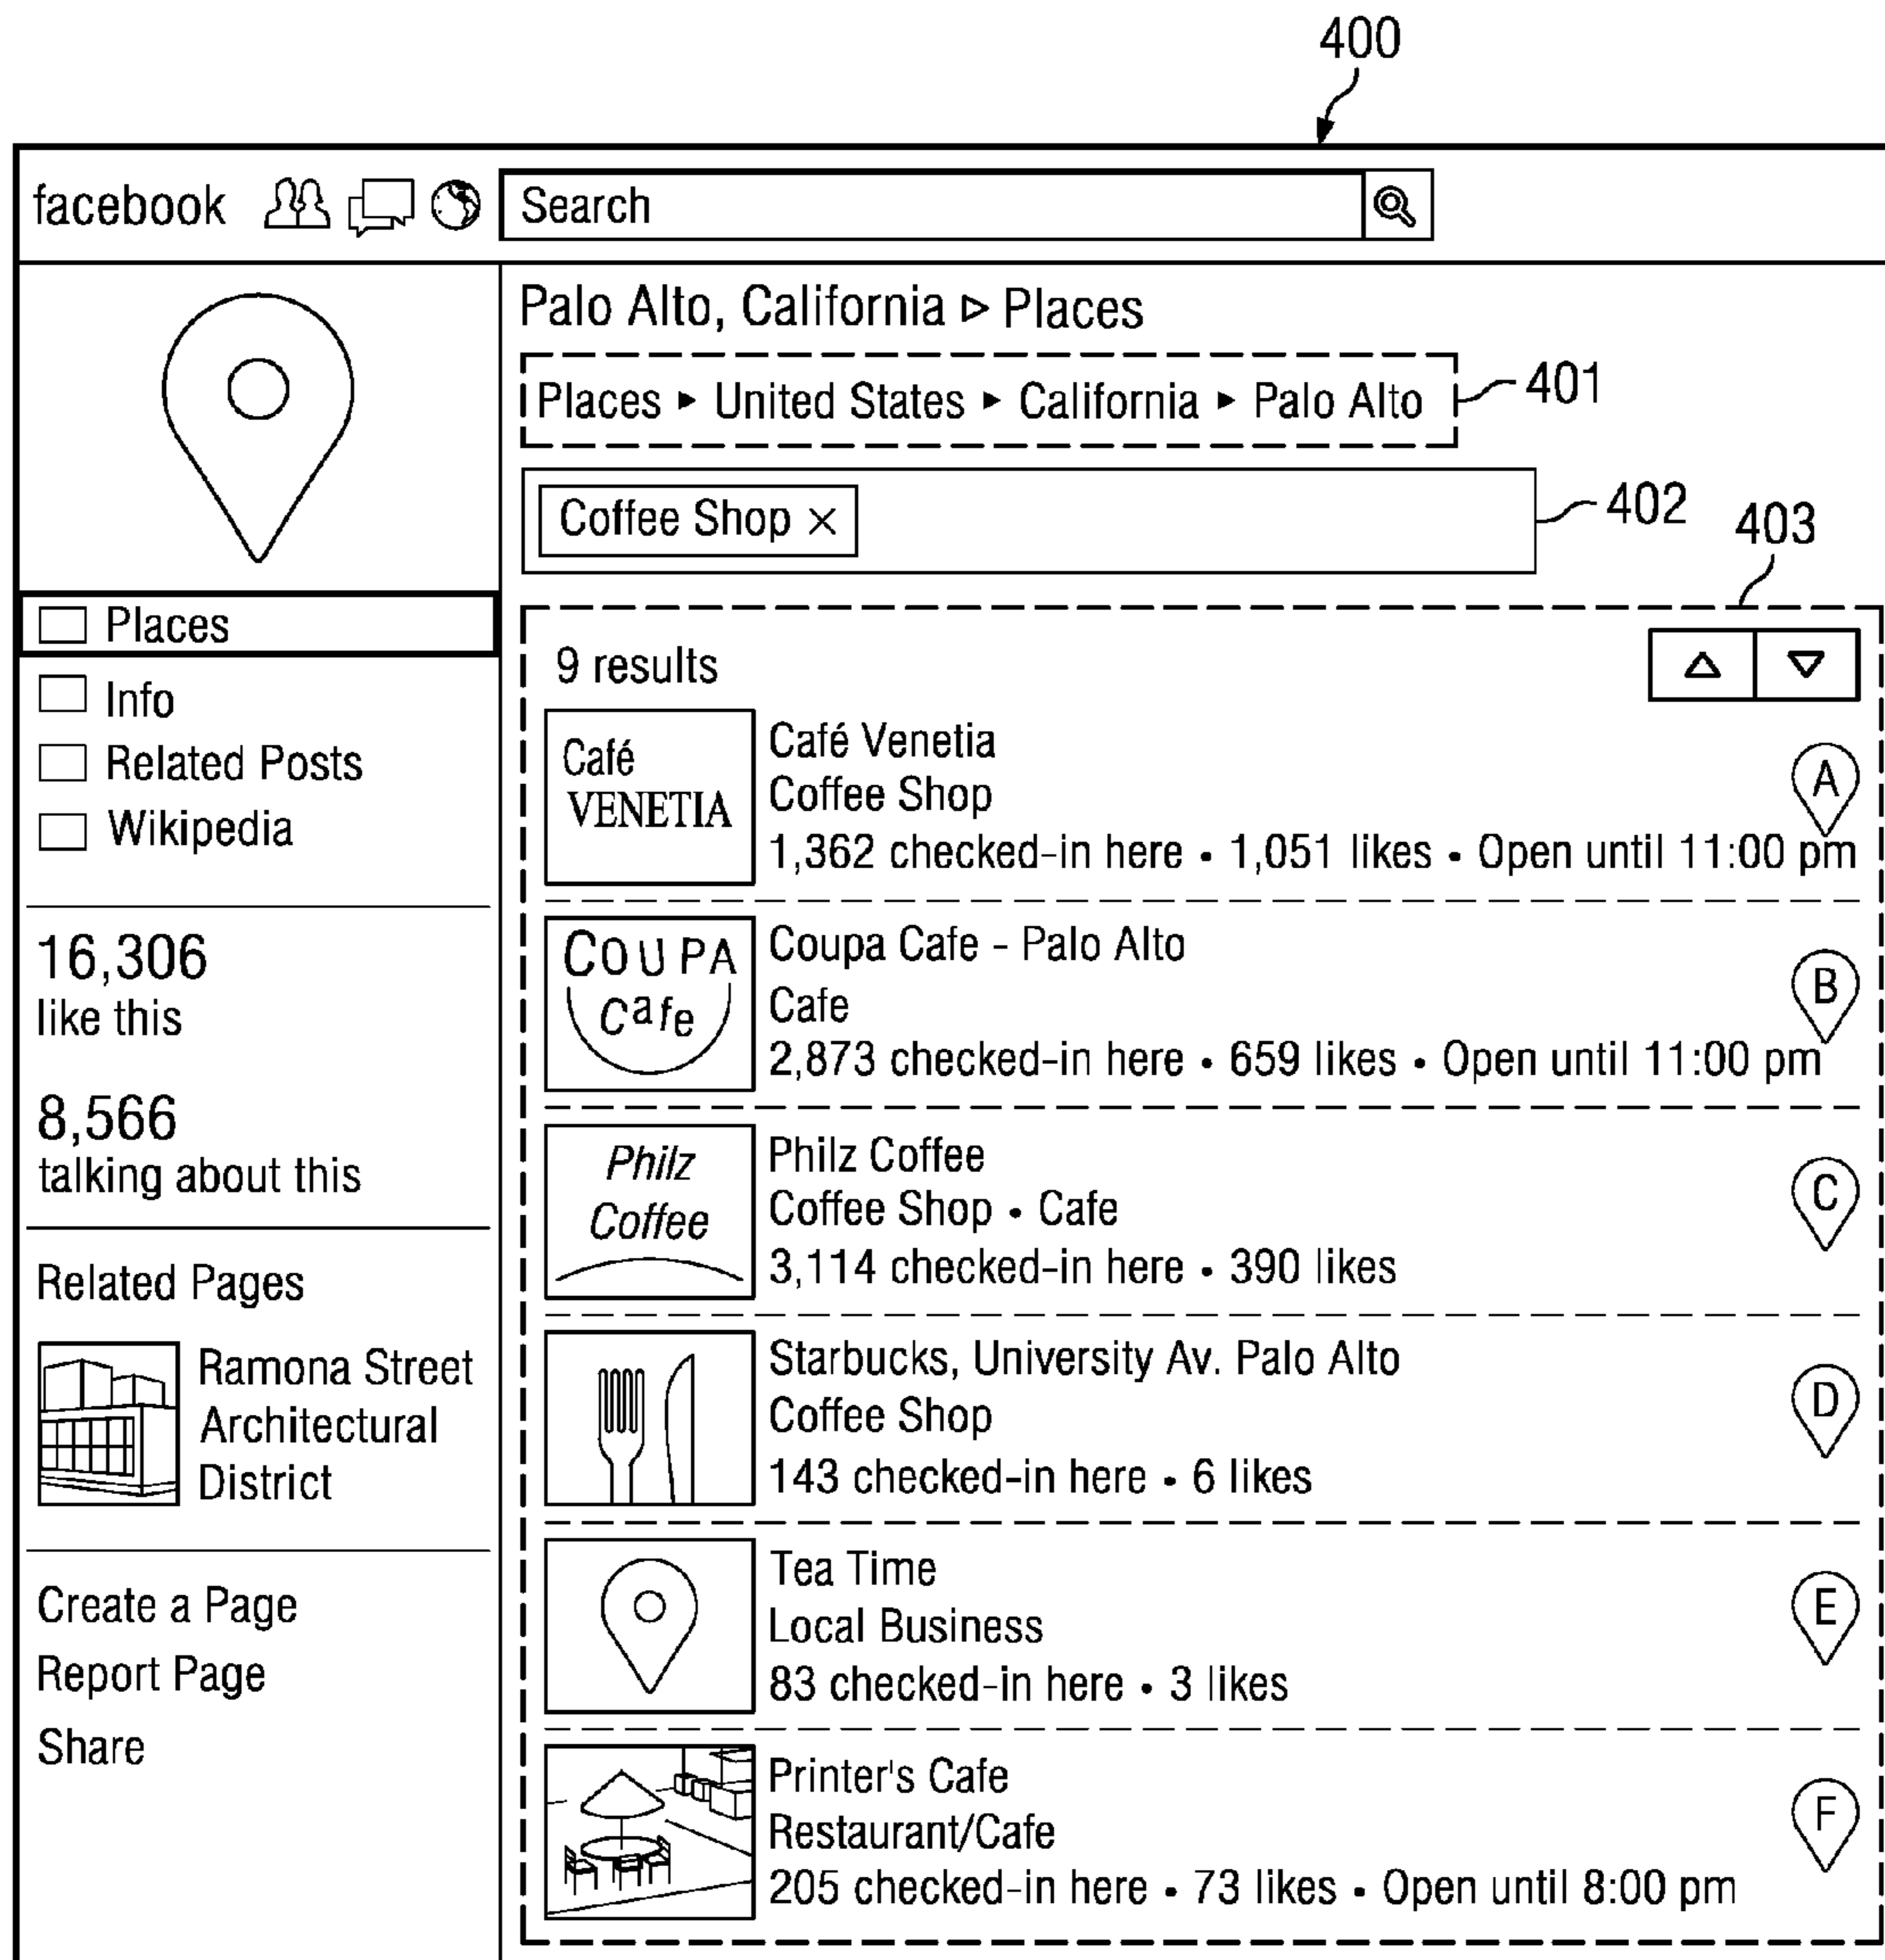 400
facebook
Search
Palo Alto, California ▷ Places
Places ▸ United States ▸ California ▸ Palo Alto
401
Coffee Shop ×
402
403
Places
Info
Related Posts
Wikipedia
16,306
like this
8,566
talking about this
Related Pages
Ramona Street
Architectural
District
Create a Page
Report Page
Share
9 results
Café
VENETIA
Café Venetia
Coffee Shop
1,362 checked-in here • 1,051 likes • Open until 11:00 pm
A
COUPA
Cafe
Coupa Cafe - Palo Alto
Cafe
2,873 checked-in here • 659 likes • Open until 11:00 pm
B
Philz
Coffee
Philz Coffee
Coffee Shop • Cafe
3,114 checked-in here • 390 likes
C
Starbucks, University Av. Palo Alto
Coffee Shop
143 checked-in here • 6 likes
D
Tea Time
Local Business
83 checked-in here • 3 likes
E
Printer's Cafe
Restaurant/Cafe
205 checked-in here • 73 likes • Open until 8:00 pm
F